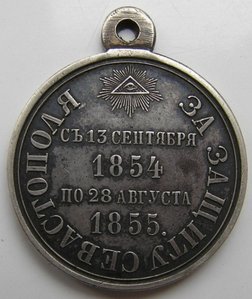 ЗА ЗАЩИТУ СЕВАСТОПОЛЯ
СЪ 13 СЕНТЯБРЯ
1854
ПО 28 АВГУСТА
1855.